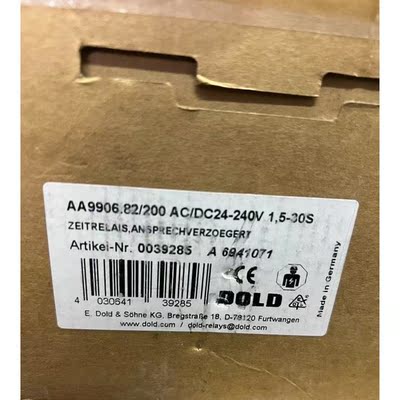 AA9906.82/200 AC/DC24-240V 1,5-30S
ZEITRELAIS,ANSPRECHVERZOEGERT
Artikel-Nr. 0039285 A 6941071
4 030641 39285
CE
DOLD
Made in Germany
E. Dold & Söhne KG. Bregstraße 18, D-78120 Furtwangen
www.dold.com / dold-relays@dold.com